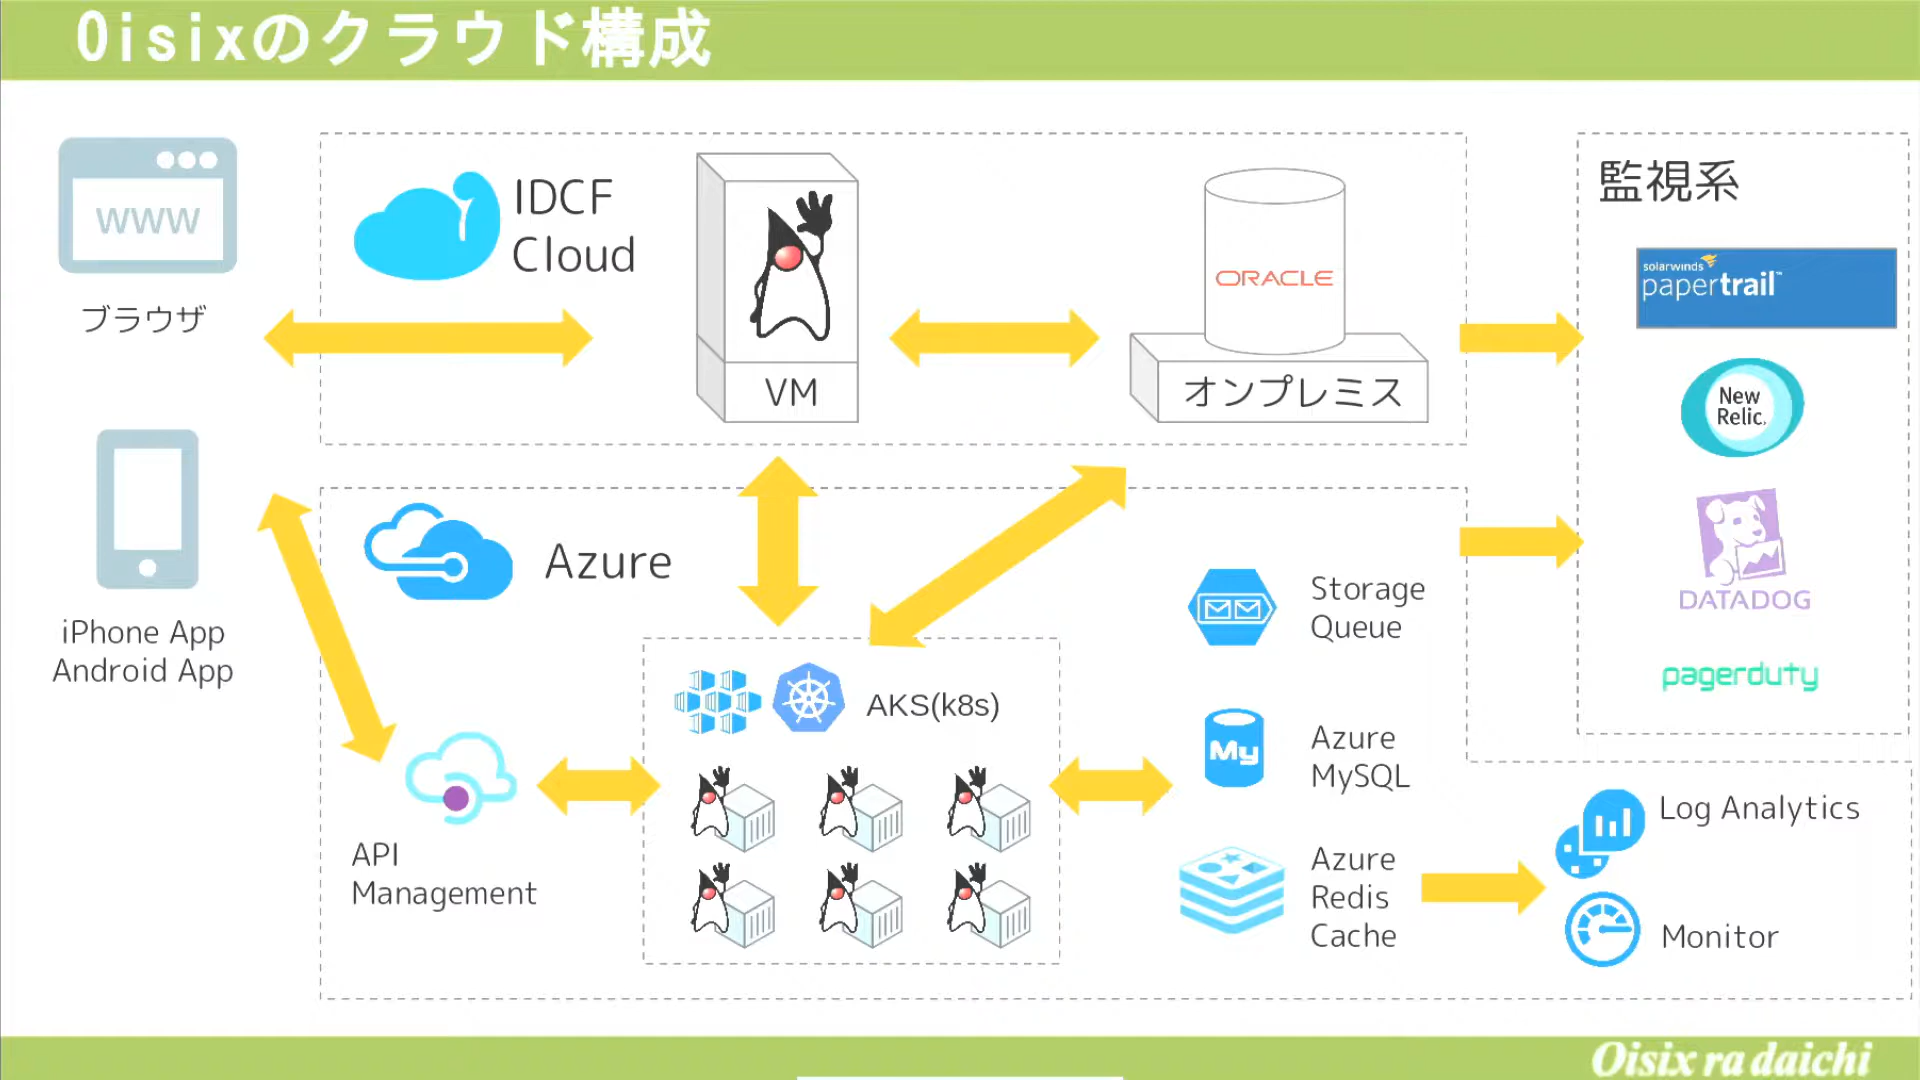 Oisixのクラウド構成
WWW
ブラウザ
iPhone App
Android App
IDCF
Cloud
VM
ORACLE
オンプレミス
監視系
solarwinds
papertrail™
New
Relic.
DATADOG
pagerduty
Azure
AKS(k8s)
API
Management
Storage
Queue
My
Azure
MySQL
Azure
Redis
Cache
Log Analytics
Monitor
Oisix ra daichi